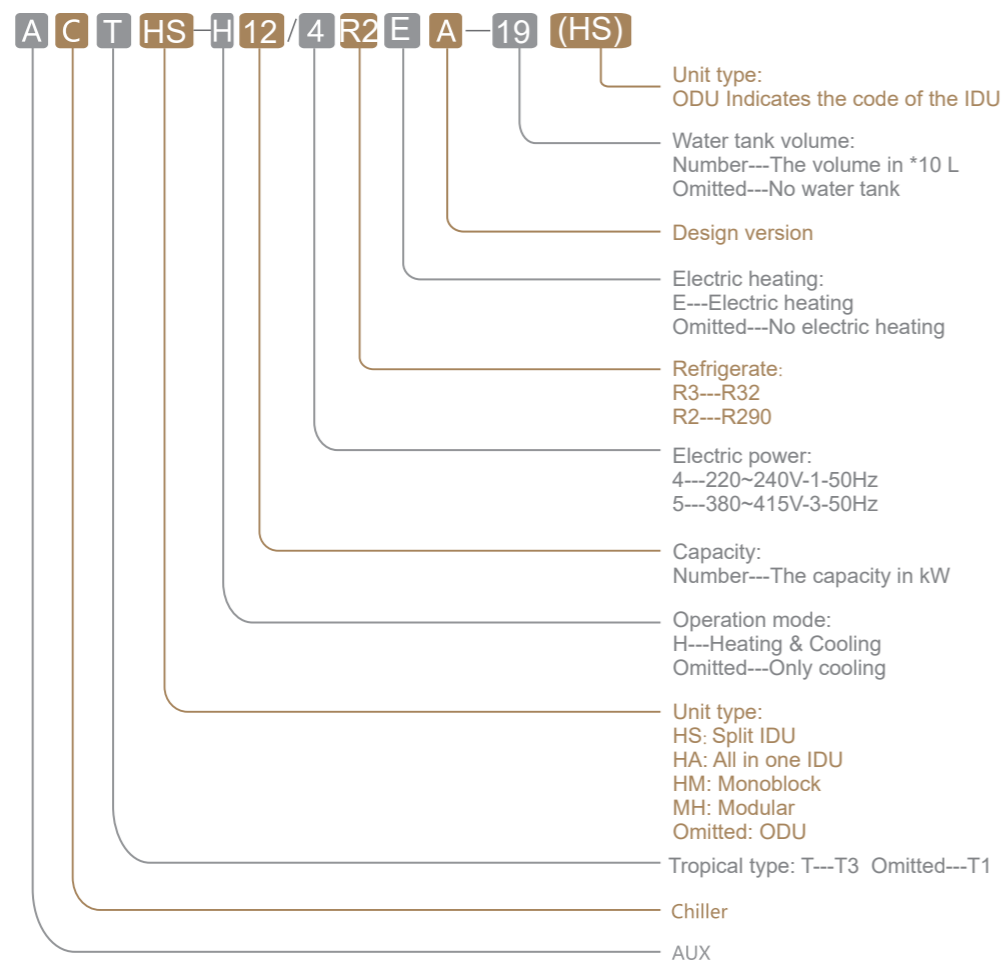 ACTHS-H12/4R2EA-19 (HS)
Unit type:
ODU Indicates the code of the IDU
Water tank volume:
Number---The volume in *10 L
Omitted---No water tank
Design version
Electric heating:
E---Electric heating
Omitted---No electric heating
Refrigerate:
R3---R32
R2---R290
Electric power:
4---220~240V-1-50Hz
5---380~415V-3-50Hz
Capacity:
Number---The capacity in kW
Operation mode:
H---Heating & Cooling
Omitted---Only cooling
Unit type:
HS: Split IDU
HA: All in one IDU
HM: Monoblock
MH: Modular
Omitted: ODU
Tropical type: T---T3 Omitted---T1
Chiller
AUX